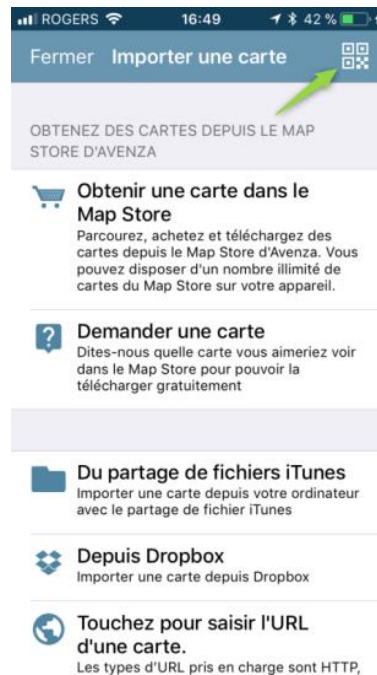 ROGERS 16:49 42 %
Fermer Importer une carte
OBTENEZ DES CARTES DEPUIS LE MAP
STORE D'AVENZA
Obtenir une carte dans le
Map Store
Parcourez, achetez et téléchargez des
cartes depuis le Map Store d'Avenza. Vous
pouvez disposer d'un nombre illimité de
cartes du Map Store sur votre appareil.
Demander une carte
Dites-nous quelle carte vous aimeriez voir
dans le Map Store pour pouvoir la
télécharger gratuitement
Du partage de fichiers iTunes
Importer une carte depuis votre ordinateur
avec le partage de fichier iTunes
Depuis Dropbox
Importer une carte depuis Dropbox
Touchez pour saisir l'URL
d'une carte.
Les types d'URL pris en charge sont HTTP,